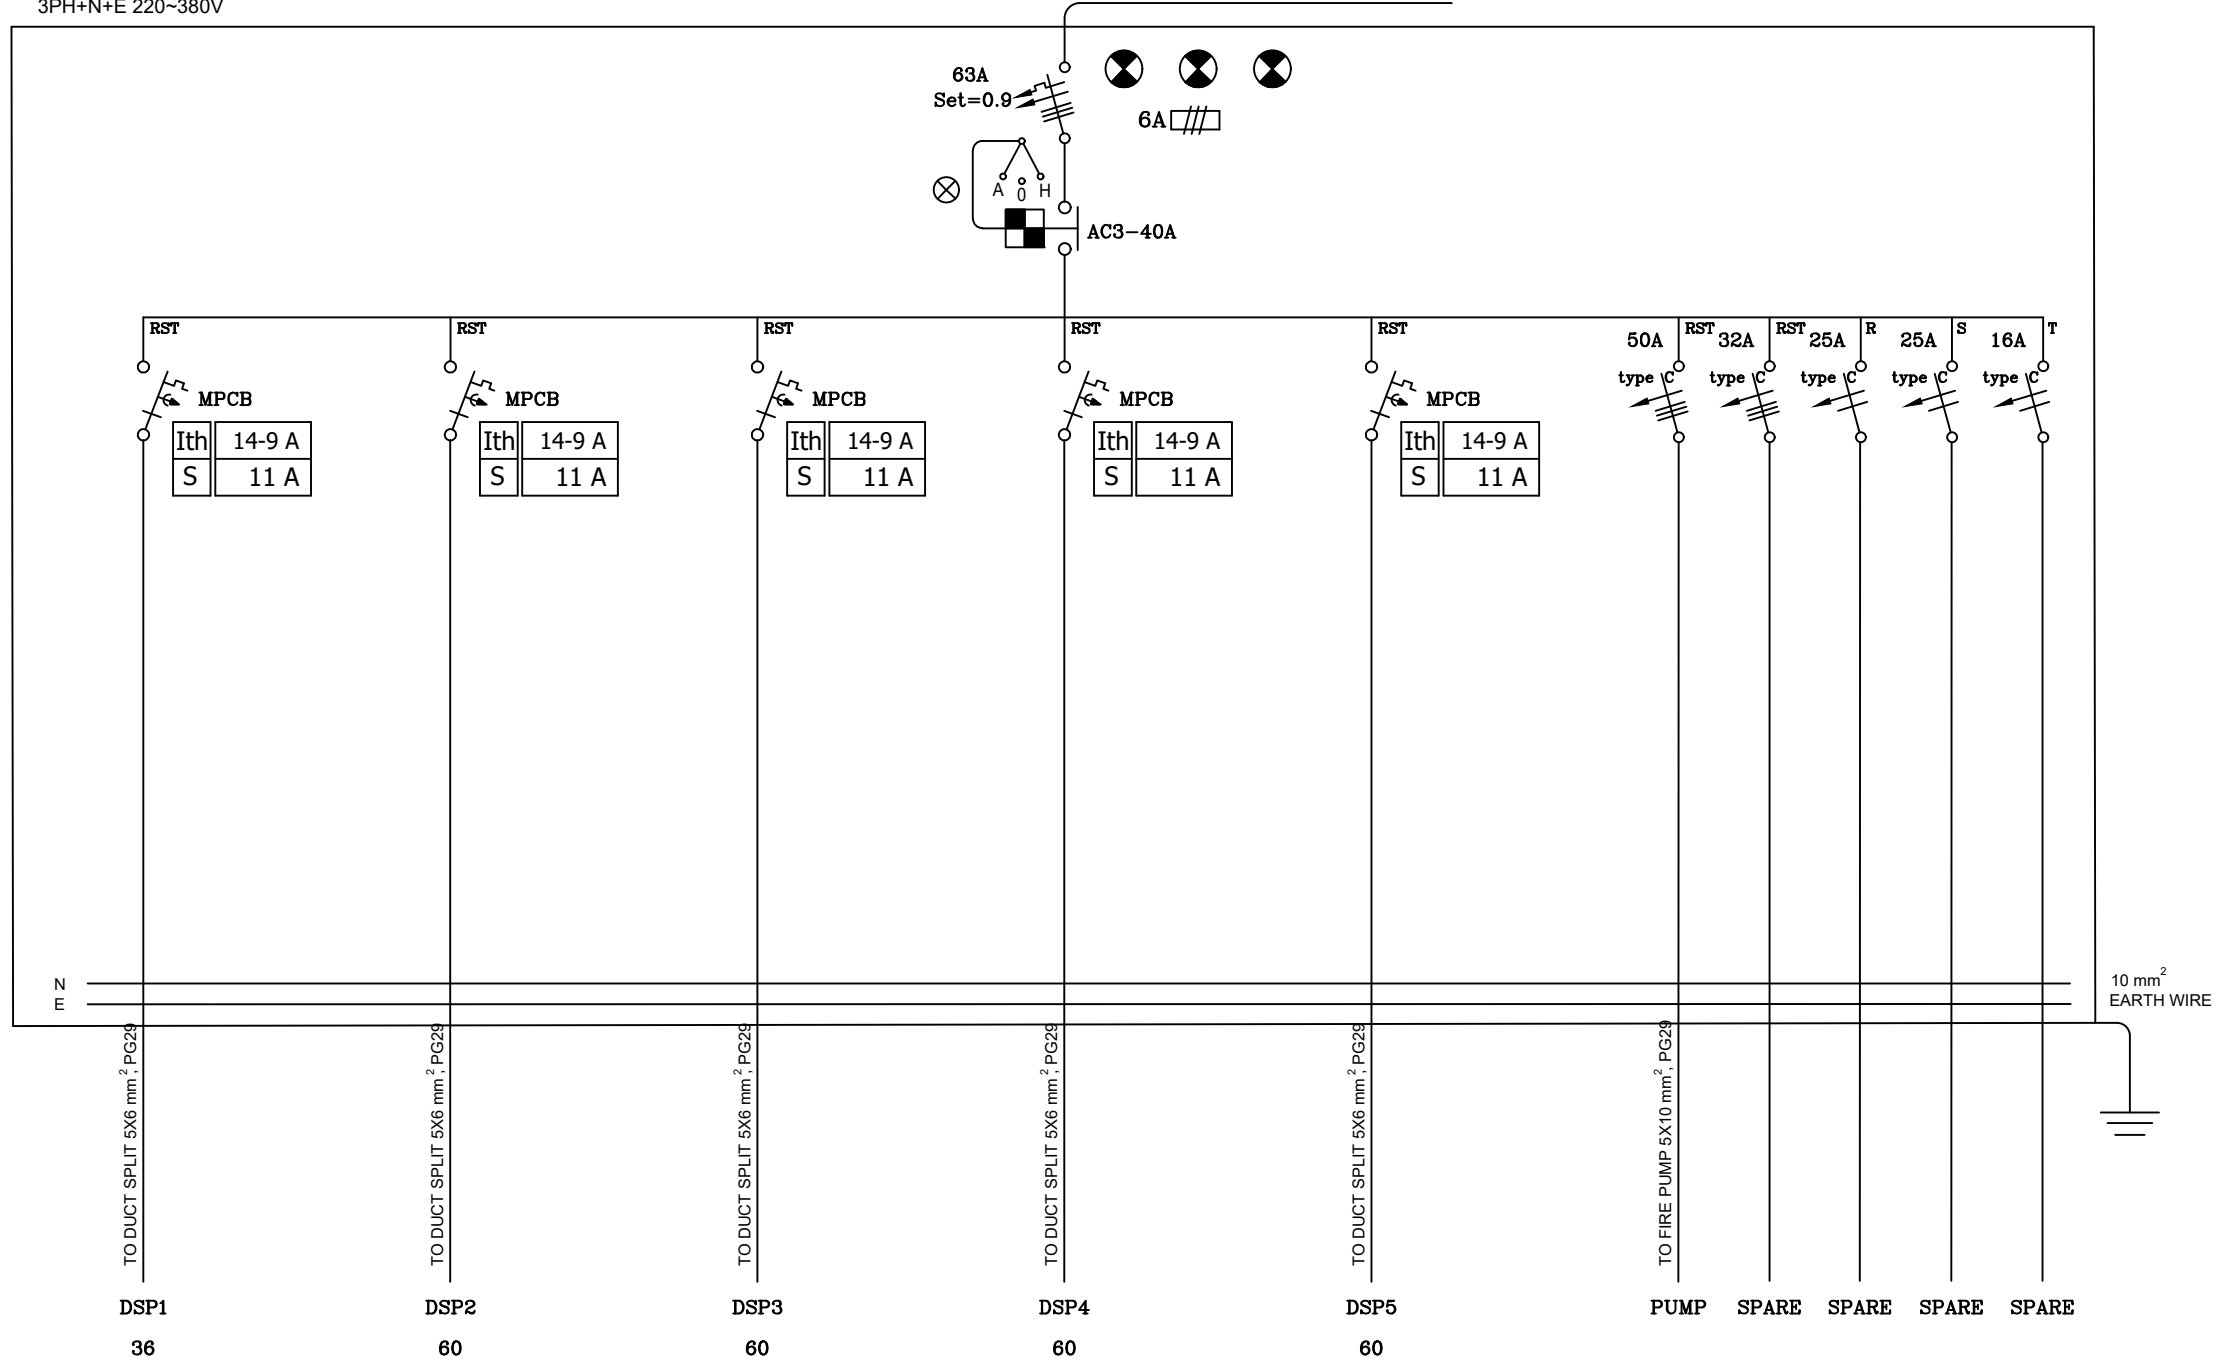 3PH+N+E 220~380V
63A
Set=0.9
6A
A 0 H
AC3-40A
RST RST RST RST RST RST RST R S T
50A 32A 25A 25A 16A
type C type C type C type C type C
MPCB MPCB MPCB MPCB MPCB
Ith 14-9 A Ith 14-9 A Ith 14-9 A Ith 14-9 A Ith 14-9 A
S 11 A S 11 A S 11 A S 11 A S 11 A
N
E
10 mm²
EARTH WIRE
TO DUCT SPLIT 5X6 mm², PG29
TO DUCT SPLIT 5X6 mm², PG29
TO DUCT SPLIT 5X6 mm², PG29
TO DUCT SPLIT 5X6 mm², PG29
TO DUCT SPLIT 5X6 mm², PG29
TO FIRE PUMP 5X10 mm², PG29
DSP1 DSP2 DSP3 DSP4 DSP5 PUMP SPARE SPARE SPARE SPARE
36 60 60 60 60